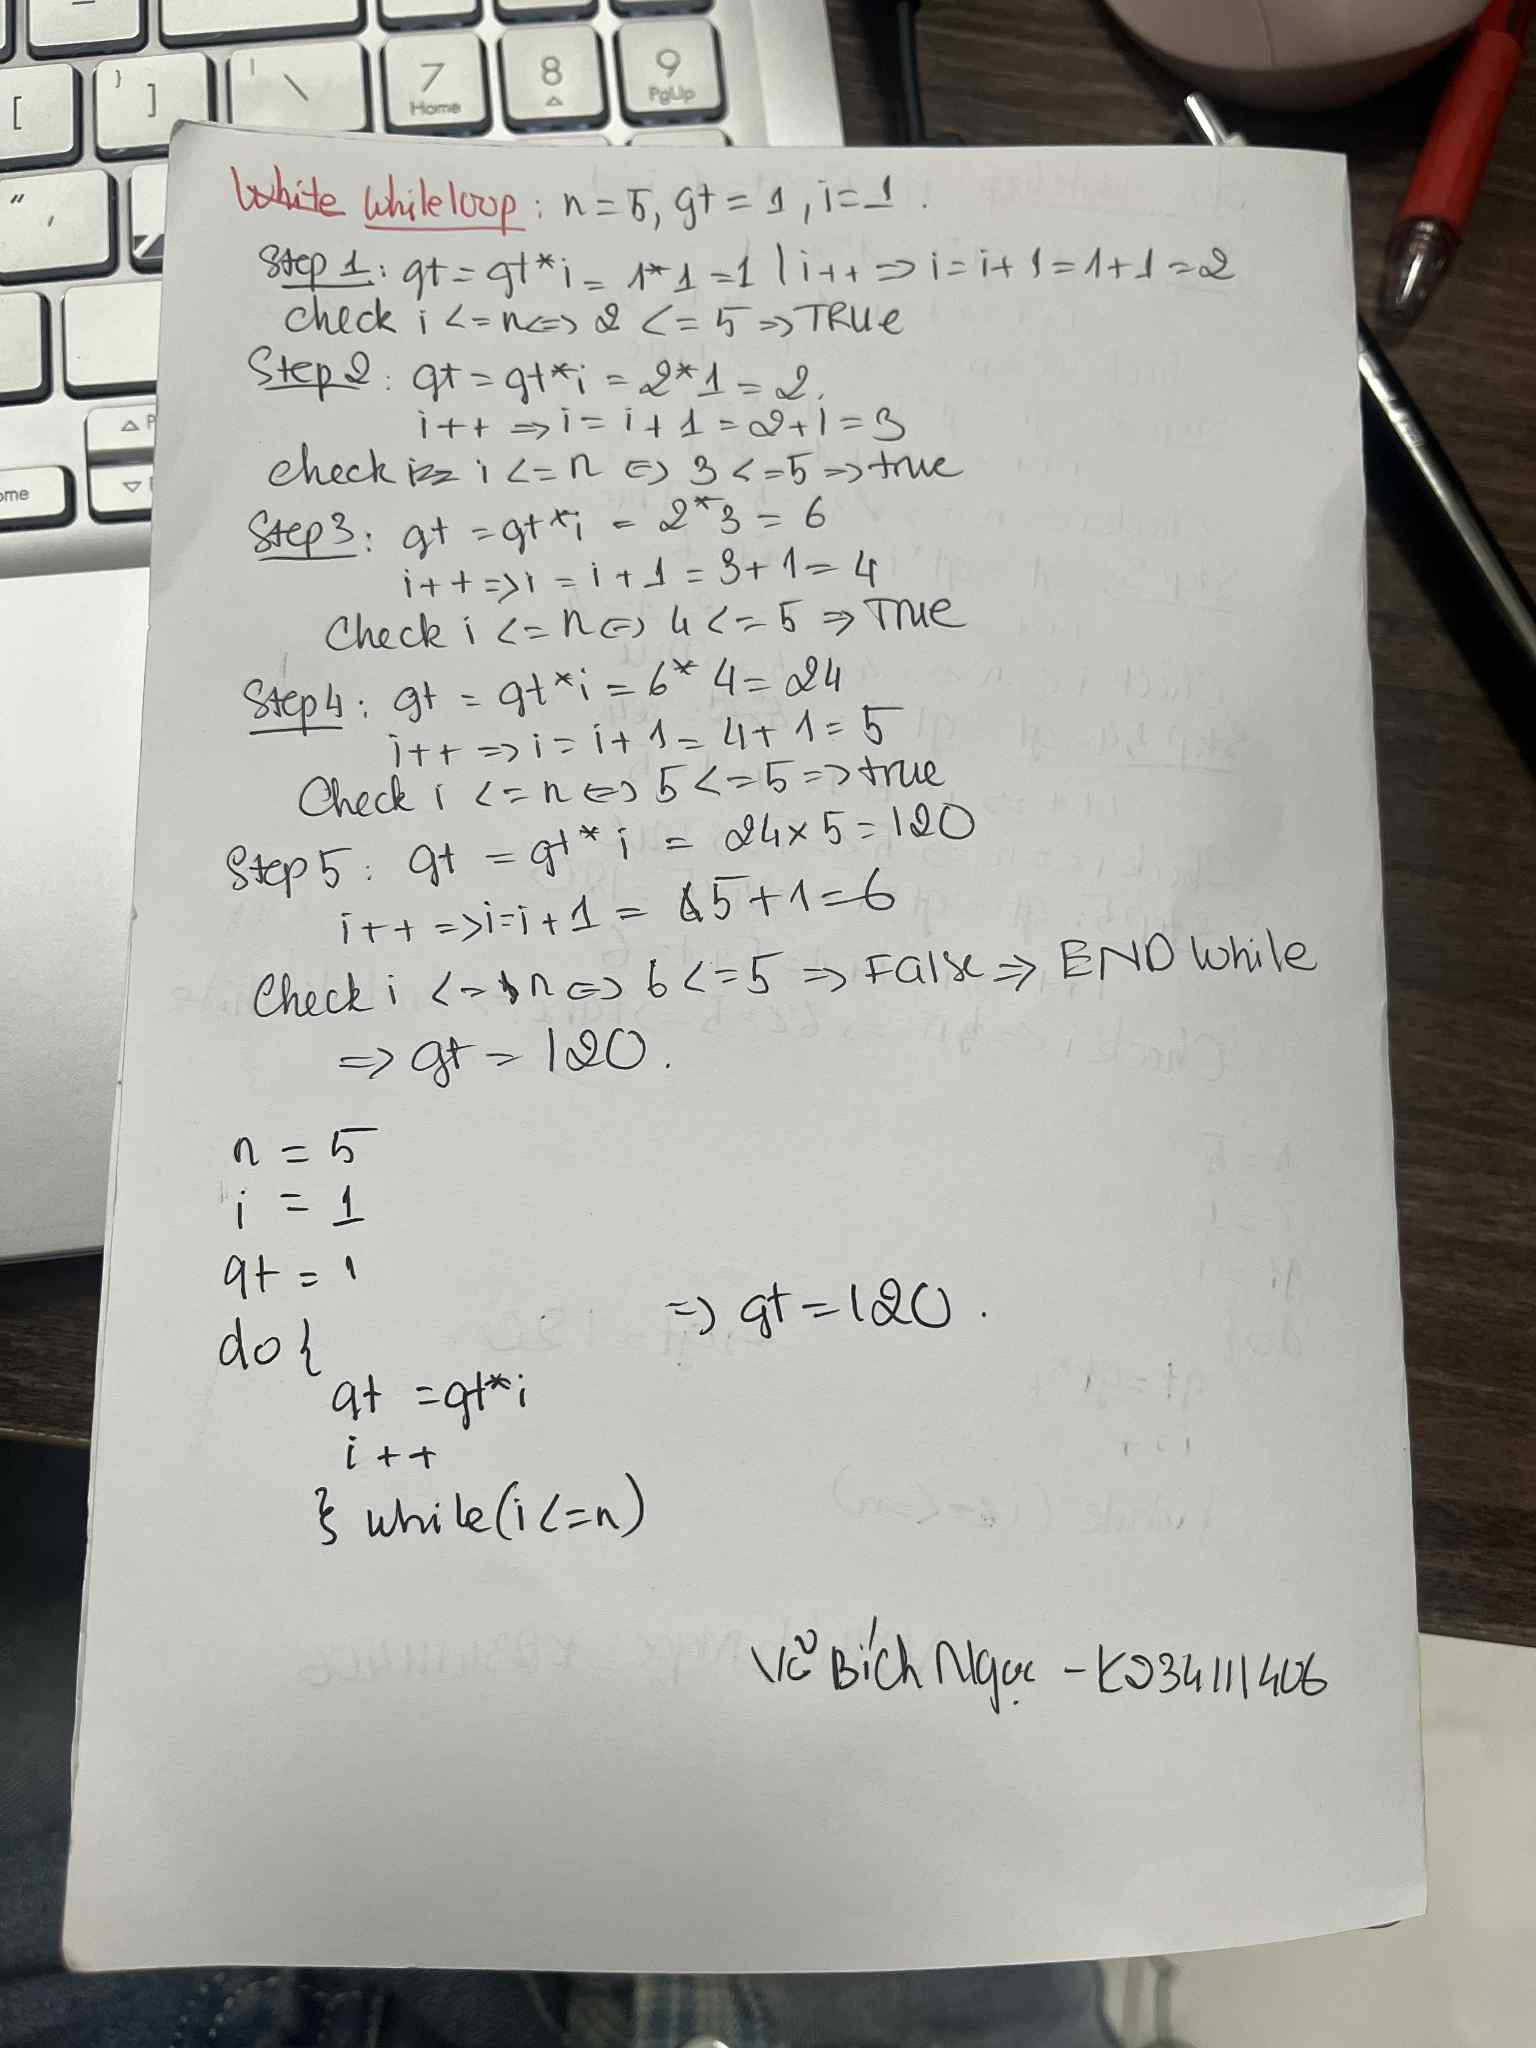 [
}
]
|
\
7
Home
8
9
PgUp
"
,
White While loop : n = 5, gt = 1, i = 1.
Step 1 : gt = gt * i = 1 * 1 = 1 | i++ => i = i + 1 = 1 + 1 = 2
Check i <= n <=> 2 <= 5 => TRUE
Step 2 : gt = gt * i = 2 * 1 = 2.
i++ => i = i + 1 = 2 + 1 = 3
check i <= n <=> 3 <= 5 => true
Step 3 : gt = gt * i = 2 * 3 = 6
i++ => i = i + 1 = 3 + 1 = 4
Check i <= n <=> 4 <= 5 => True
Step 4 : gt = gt * i = 6 * 4 = 24
i++ => i = i + 1 = 4 + 1 = 5
Check i <= n <=> 5 <= 5 => true
Step 5 : gt = gt * i = 24 x 5 = 120
i++ => i = i + 1 = 5 + 1 = 6
Check i <= n <=> 6 <= 5 => False => END While
=> gt = 120.
n = 5
i = 1
gt = 1
do {
=> gt = 120.
gt = gt * i
i ++
} while (i <= n)
Vũ Bích Ngọc - K234111406